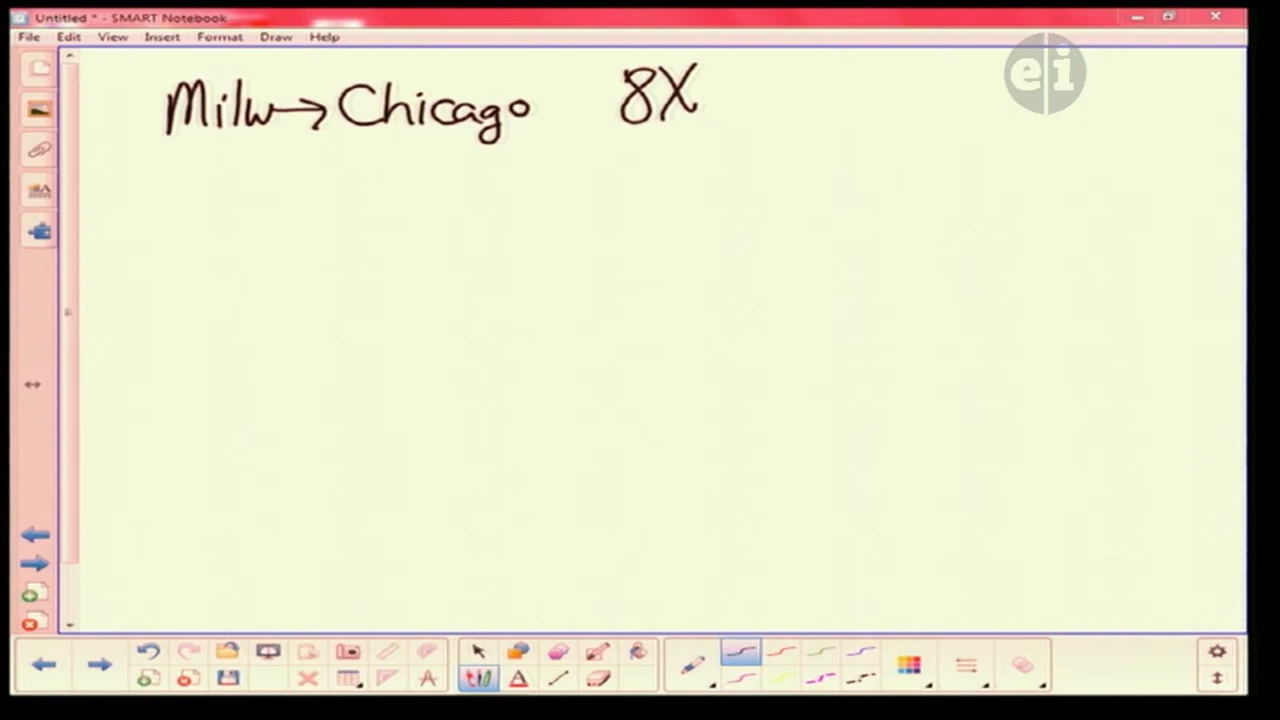 Untitled * - SMART Notebook
File Edit View Insert Format Draw Help
ei
Milw→Chicago 8X